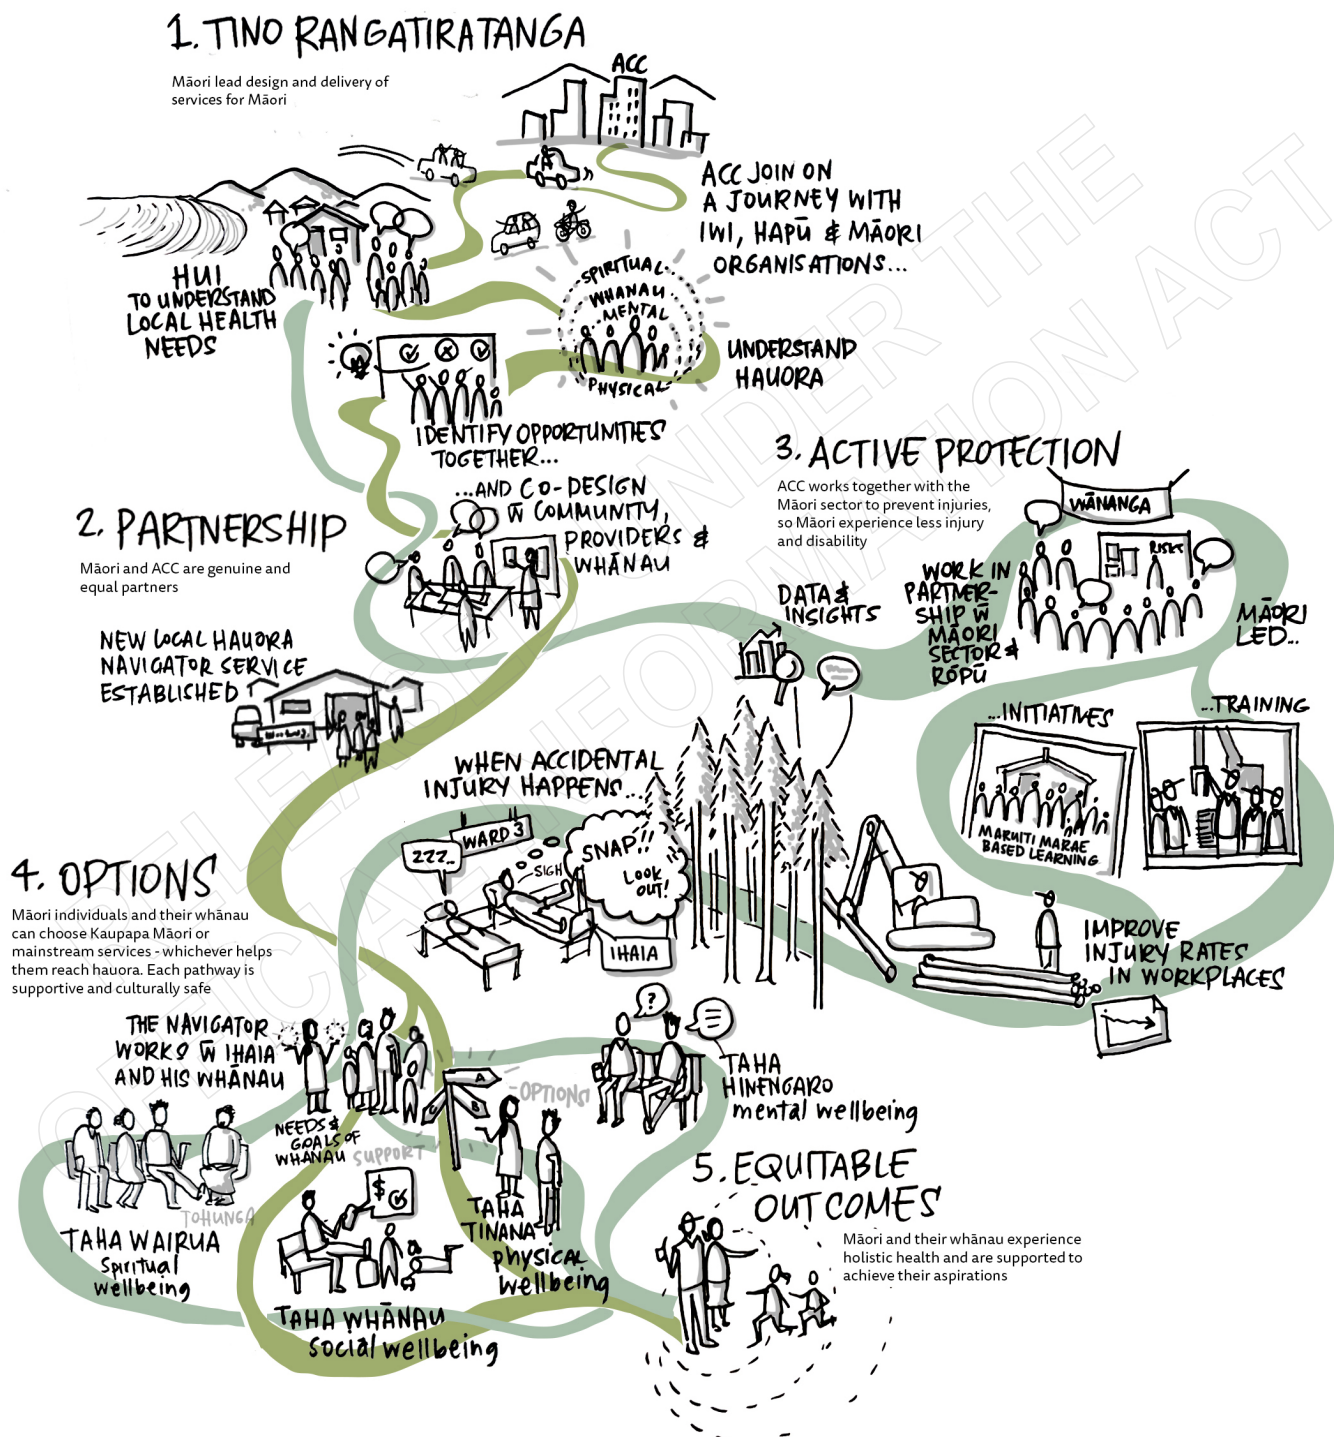 1. TINO RANGATIRATANGA
Māori lead design and delivery of
services for Māori
ACC
ACC JOIN ON
A JOURNEY WITH
IWI, HAPŪ & MĀORI
ORGANISATIONS...
HUI
TO UNDERSTAND
LOCAL HEALTH
NEEDS
SPIRITUAL
WHANAU
MENTAL
PHYSICAL
UNDERSTAND
HAUORA
IDENTIFY OPPORTUNITIES
TOGETHER...
...AND CO-DESIGN
W̄ COMMUNITY,
PROVIDERS &
WHĀNAU
2. PARTNERSHIP
Māori and ACC are genuine and
equal partners
NEW LOCAL HAUORA
NAVIGATOR SERVICE
ESTABLISHED
3. ACTIVE PROTECTION
ACC works together with the
Māori sector to prevent injuries,
so Māori experience less injury
and disability
WĀNANGA
RISKS
DATA &
INSIGHTS
WORK IN
PARTNER-
SHIP W̄
MĀORI
SECTOR &
RŌPŪ
MĀORI
LED...
...INITIATIVES
MARUITI MARAE
BASED LEARNING
...TRAINING
IMPROVE
INJURY RATES
IN WORKPLACES
WHEN ACCIDENTAL
INJURY HAPPENS...
WARD 3
ZZZ..
SIGH
SNAP!!
LOOK
OUT!
IHAIA
4. OPTIONS
Māori individuals and their whānau
can choose Kaupapa Māori or
mainstream services - whichever helps
them reach hauora. Each pathway is
supportive and culturally safe
THE NAVIGATOR
WORKS W̄ IHAIA
AND HIS WHĀNAU
NEEDS &
GOALS OF
WHĀNAU
SUPPORT
A
B
OPTIONS!
?
TAHA
HINENGARO
mental wellbeing
TOHUNGA
TAHA WAIRUA
Spiritual
wellbeing
$
TAHA WHĀNAU
social wellbeing
TAHA
TINANA
physical
wellbeing
5. EQUITABLE
OUTCOMES
Māori and their whānau experience
holistic health and are supported to
achieve their aspirations
RELEASED UNDER THE
OFFICIAL INFORMATION ACT